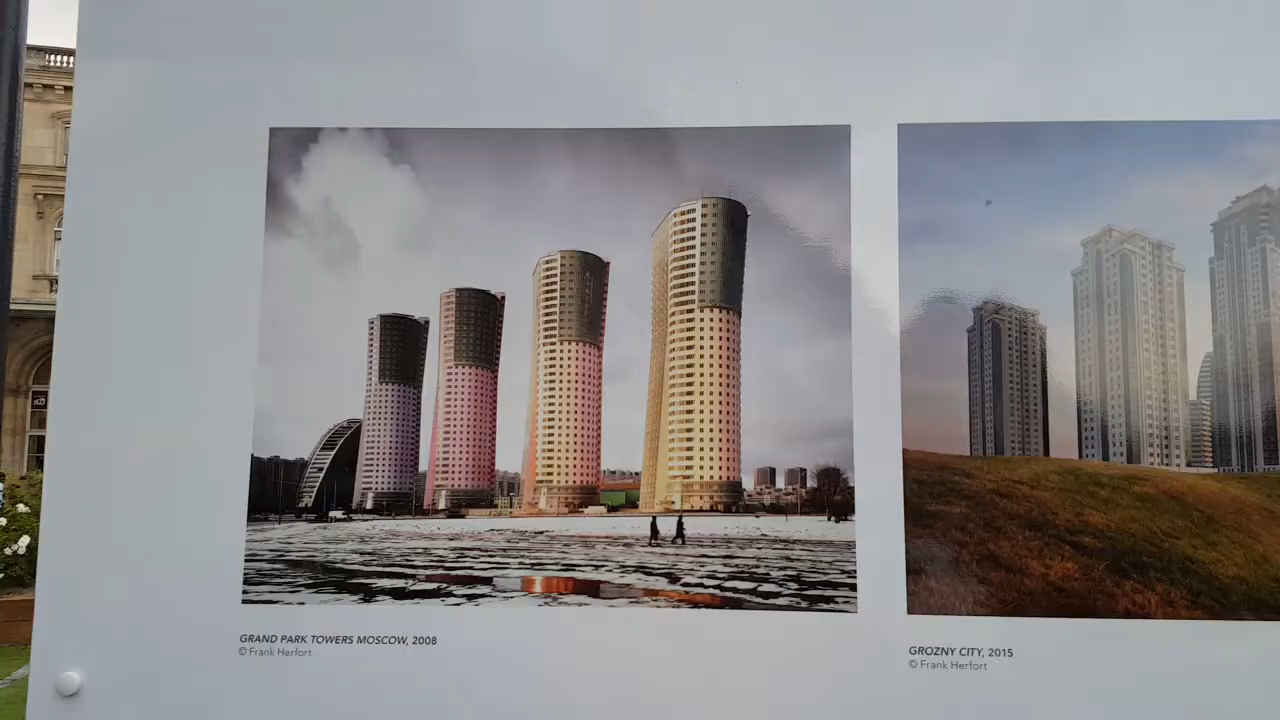 GRAND PARK TOWERS MOSCOW, 2008
© Frank Herfort
GROZNY CITY, 2015
© Frank Herfort